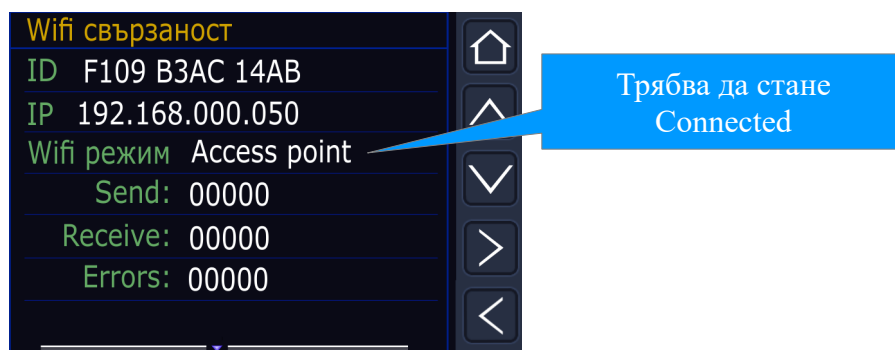 Wifi свързаност
ID F109 B3AC 14AB
IP 192.168.000.050
Wifi режим Access point
Send: 00000
Receive: 00000
Errors: 00000
Трябва да стане
Connected